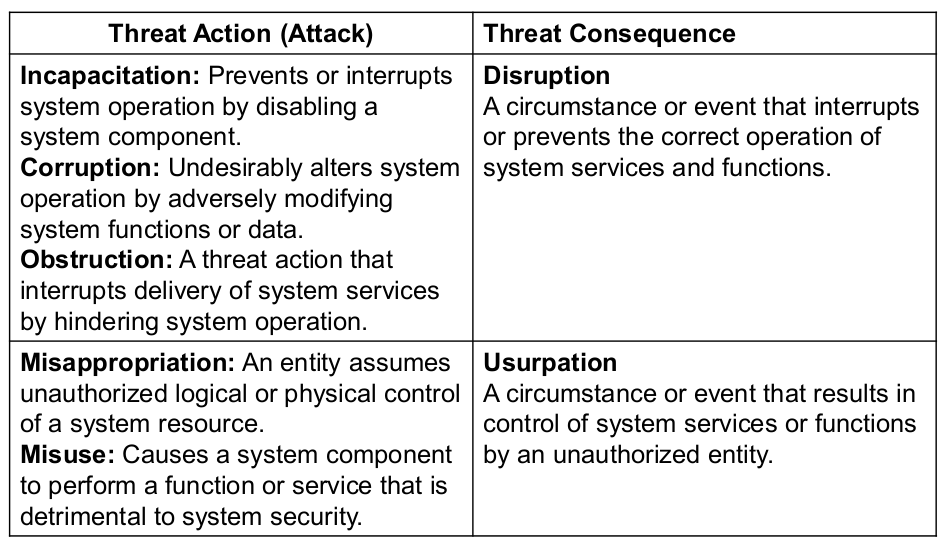 Threat Action (Attack)
Threat Consequence
Incapacitation: Prevents or interrupts
system operation by disabling a
system component.
Corruption: Undesirably alters system
operation by adversely modifying
system functions or data.
Obstruction: A threat action that
interrupts delivery of system services
by hindering system operation.
Disruption
A circumstance or event that interrupts
or prevents the correct operation of
system services and functions.
Misappropriation: An entity assumes
unauthorized logical or physical control
of a system resource.
Misuse: Causes a system component
to perform a function or service that is
detrimental to system security.
Usurpation
A circumstance or event that results in
control of system services or functions
by an unauthorized entity.